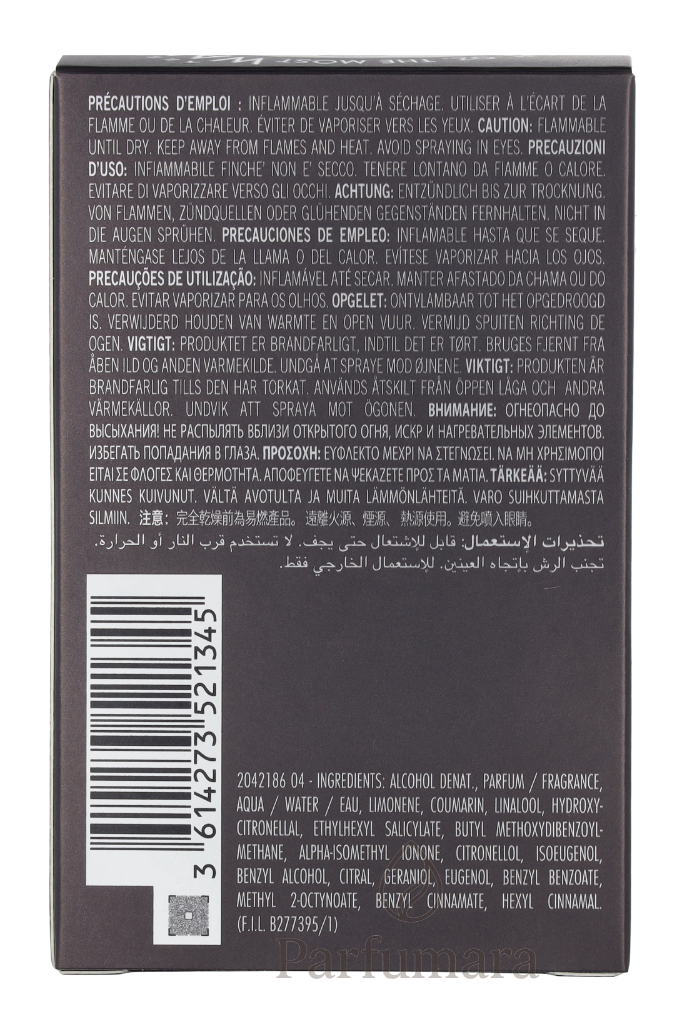 THE MOST
PRÉCAUTIONS D'EMPLOI : INFLAMMABLE JUSQU'À SÉCHAGE. UTILISER À L'ÉCART DE LA
FLAMME OU DE LA CHALEUR. ÉVITER DE VAPORISER VERS LES YEUX. CAUTION: FLAMMABLE
UNTIL DRY. KEEP AWAY FROM FLAMES AND HEAT. AVOID SPRAYING IN EYES. PRECAUZIONI
D'USO: INFIAMMABILE FINCHE' NON E' SECCO. TENERE LONTANO DA FIAMME O CALORE.
EVITARE DI VAPORIZZARE VERSO GLI OCCHI. ACHTUNG: ENTZÜNDLICH BIS ZUR TROCKNUNG.
VON FLAMMEN, ZÜNDQUELLEN ODER GLÜHENDEN GEGENSTÄNDEN FERNHALTEN. NICHT IN
DIE AUGEN SPRÜHEN. PRECAUCIONES DE EMPLEO: INFLAMABLE HASTA QUE SE SEQUE.
MANTÉNGASE LEJOS DE LA LLAMA O DEL CALOR. EVÍTESE VAPORIZAR HACIA LOS OJOS.
PRECAUÇÕES DE UTILIZAÇÃO: INFLAMÁVEL ATÉ SECAR. MANTER AFASTADO DA CHAMA OU DO
CALOR. EVITAR VAPORIZAR PARA OS OLHOS. OPGELET: ONTVLAMBAAR TOT HET OPGEDROOGD
IS. VERWIJDERD HOUDEN VAN WARMTE EN OPEN VUUR. VERMIJD SPUITEN RICHTING DE
OGEN. VIGTIGT: PRODUKTET ER BRANDFARLIGT, INDTIL DET ER TØRT. BRUGES FJERNT FRA
ÅBEN ILD OG ANDEN VARMEKILDE. UNDGÅ AT SPRAYE MOD ØJNENE. VIKTIGT: PRODUKTEN ÄR
BRANDFARLIG TILLS DEN HAR TORKAT. ANVÄNDS ÅTSKILT FRÅN ÖPPEN LÅGA OCH ANDRA
VÄRMEKÄLLOR. UNDVIK ATT SPRAYA MOT ÖGONEN. ВНИМАНИЕ: ОГНЕОПАСНО ДО
ВЫСЫХАНИЯ! НЕ РАСПЫЛЯТЬ ВБЛИЗИ ОТКРЫТОГО ОГНЯ, ИСКР И НАГРЕВАТЕЛЬНЫХ ЭЛЕМЕНТОВ.
ИЗБЕГАТЬ ПОПАДАНИЯ В ГЛАЗА. ΠΡΟΣΟΧΗ: ΕΥΦΛΕΚΤΟ ΜΕΧΡΙ ΝΑ ΣΤΕΓΝΩΣΕΙ. ΝΑ ΜΗ ΧΡΗΣΙΜΟΠΟΙ
ΕΙΤΑΙ ΣΕ ΦΛΟΓΕΣ ΚΑΙ ΘΕΡΜΟΤΗΤΑ. ΑΠΟΦΕΥΓΕΤΕ ΝΑ ΨΕΚΑΖΕΤΕ ΠΡΟΣ ΤΑ ΜΑΤΙΑ. TÄRKEÄÄ: SYTTYVÄÄ
KUNNES KUIVUNUT. VÄLTÄ AVOTULTA JA MUITA LÄMMÖNLÄHTEITÄ. VARO SUIHKUTTAMASTA
SILMIIN. 注意: 完全乾燥前為易燃產品。遠離火源、煙源、熱源使用。避免噴入眼睛。
تحذيرات الإستعمال: قابل للإشتعال حتى يجف. لا تستخدم قرب النار أو الحرارة.
تجنب الرش بإتجاه العينين. للإستعمال الخارجي فقط.
3 614273 521345
2042186 04 - INGREDIENTS: ALCOHOL DENAT., PARFUM / FRAGRANCE,
AQUA / WATER / EAU, LIMONENE, COUMARIN, LINALOOL, HYDROXY-
CITRONELLAL, ETHYLHEXYL SALICYLATE, BUTYL METHOXYDIBENZOYL-
METHANE, ALPHA-ISOMETHYL IONONE, CITRONELLOL, ISOEUGENOL,
BENZYL ALCOHOL, CITRAL, GERANIOL, EUGENOL, BENZYL BENZOATE,
METHYL 2-OCTYNOATE, BENZYL CINNAMATE, HEXYL CINNAMAL.
(F.I.L. B277395/1)
Parfumara